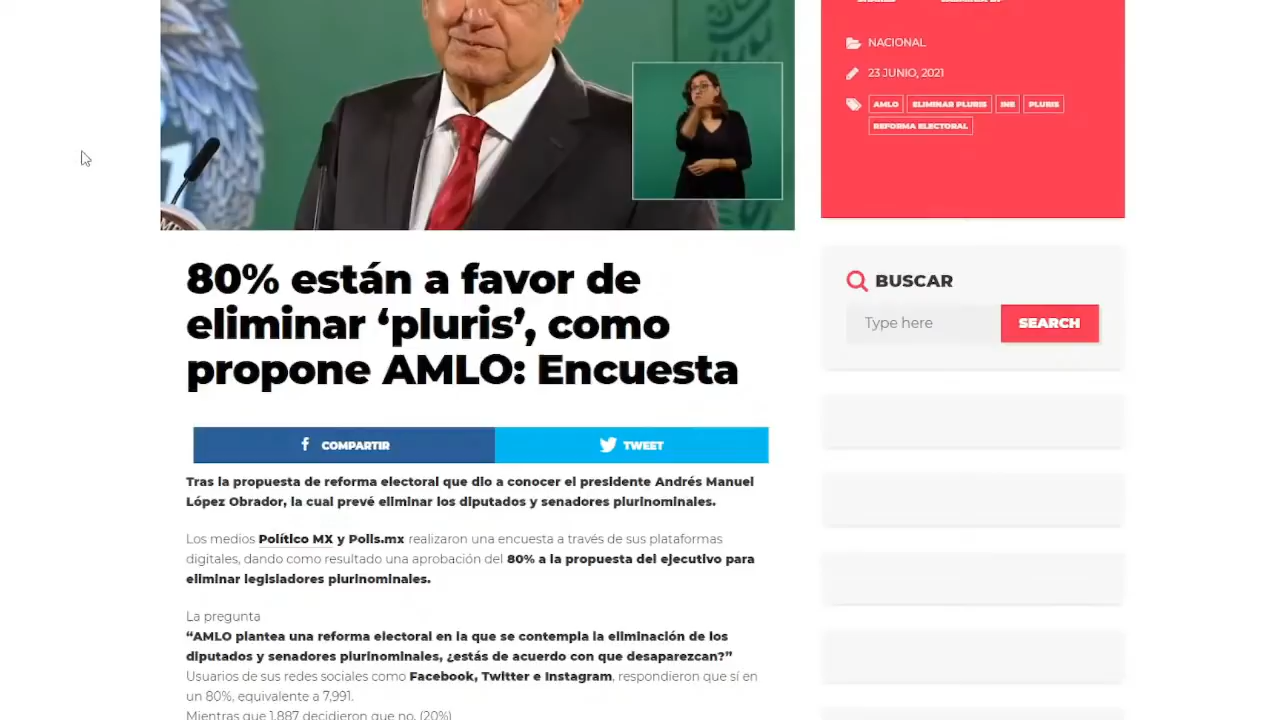 NACIONAL
23 JUNIO, 2021
AMLO ELIMINAR PLURIS INE PLURIS
REFORMA ELECTORAL
80% están a favor de
eliminar ‘pluris’, como
propone AMLO: Encuesta
BUSCAR
Type here SEARCH
COMPARTIR TWEET
Tras la propuesta de reforma electoral que dio a conocer el presidente Andrés Manuel
López Obrador, la cual prevé eliminar los diputados y senadores plurinominales.
Los medios Político MX y Polls.mx realizaron una encuesta a través de sus plataformas
digitales, dando como resultado una aprobación del 80% a la propuesta del ejecutivo para
eliminar legisladores plurinominales.
La pregunta
“AMLO plantea una reforma electoral en la que se contempla la eliminación de los
diputados y senadores plurinominales, ¿estás de acuerdo con que desaparezcan?”
Usuarios de sus redes sociales como Facebook, Twitter e Instagram, respondieron que sí en
un 80%, equivalente a 7,991.
Mientras que 1,887 decidieron que no. (20%)